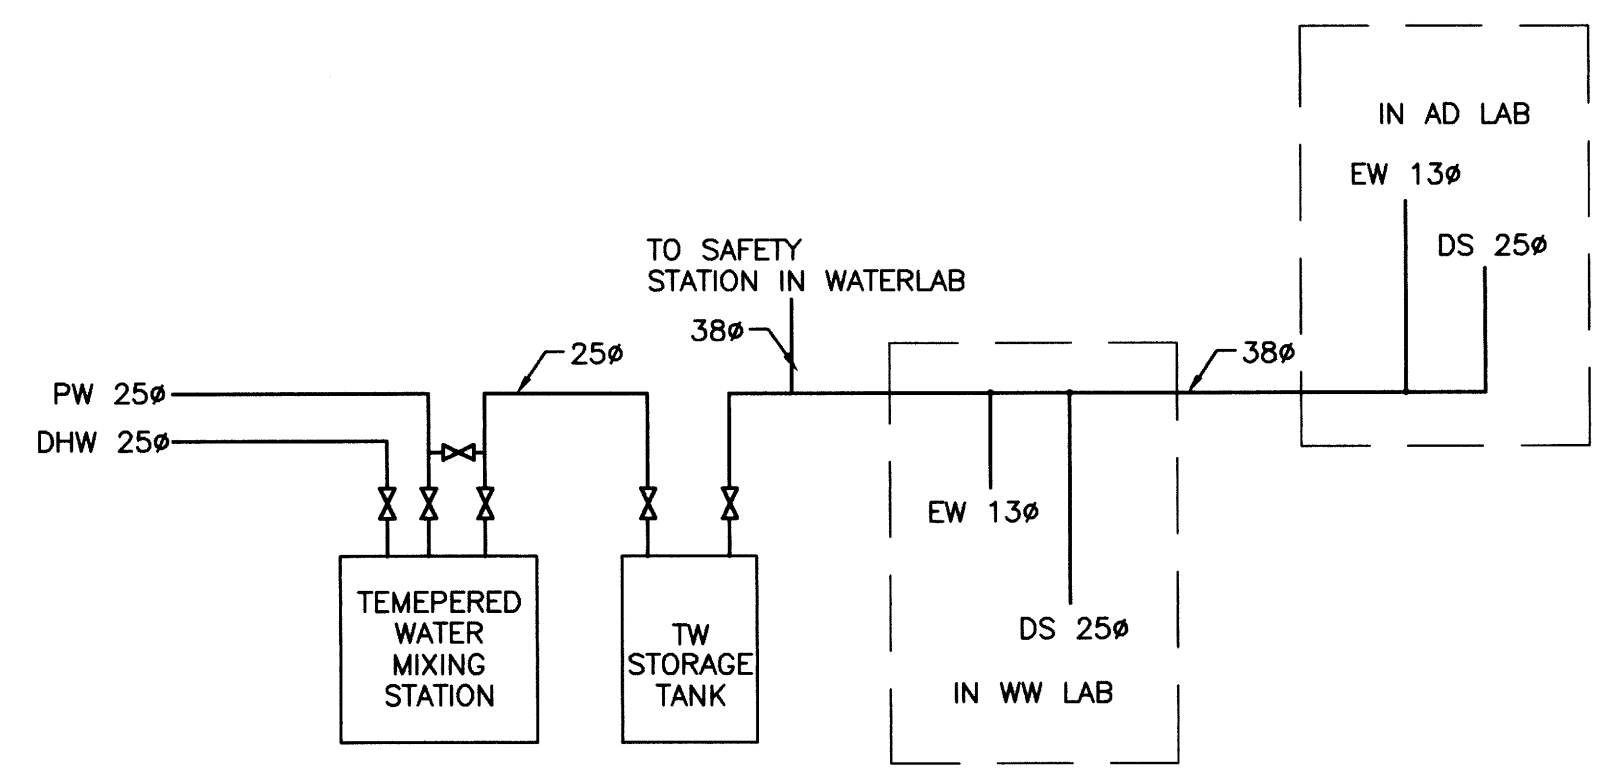 IN AD LAB
EW 13ø
DS 25ø
TO SAFETY
STATION IN WATERLAB
38ø
25ø
38ø
PW 25ø
DHW 25ø
EW 13ø
DS 25ø
IN WW LAB
TEMEPERED
WATER
MIXING
STATION
TW
STORAGE
TANK